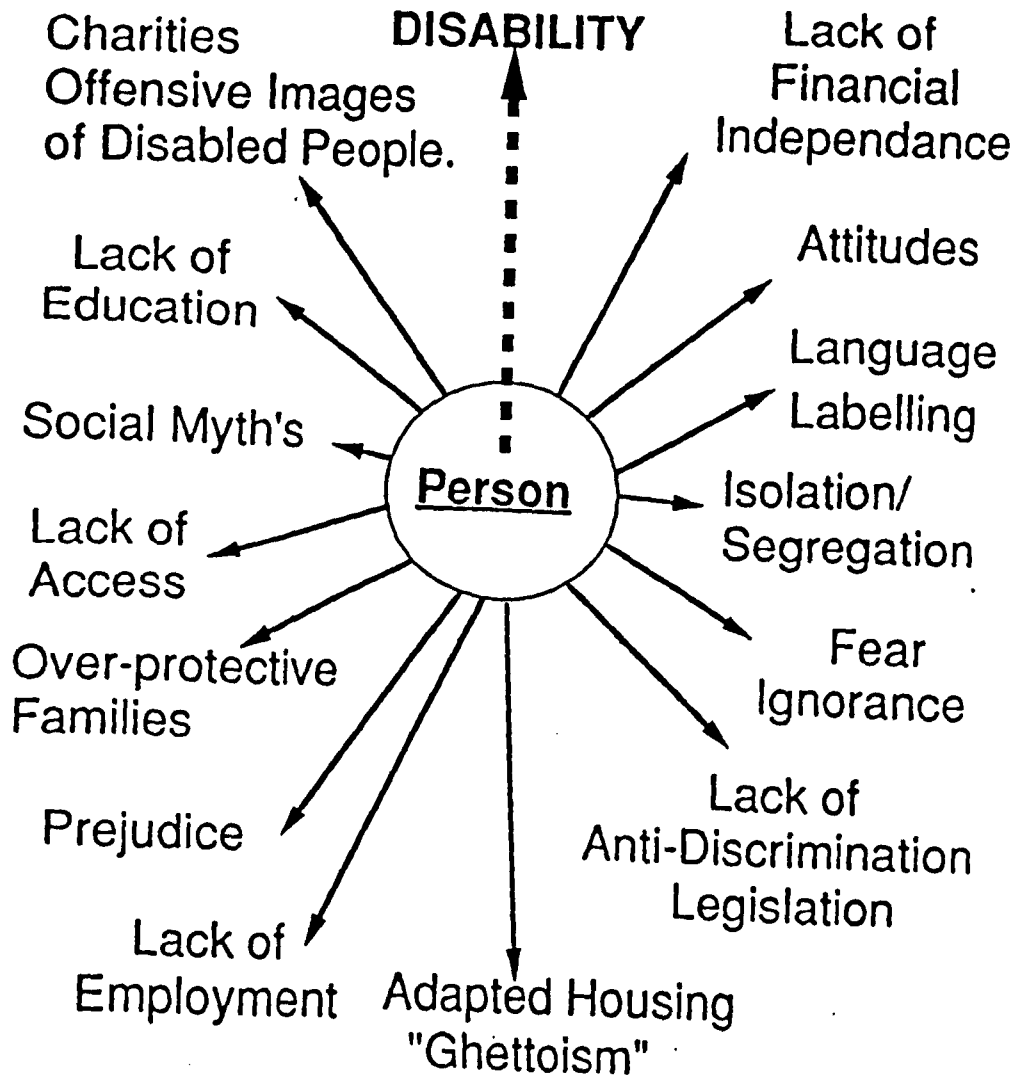 DISABILITY
Charities
Offensive Images
of Disabled People.
Lack of
Financial
Independance
Lack of
Education
Attitudes
Language
Labelling
Social Myth's
Person
Isolation/
Segregation
Lack of
Access
Over-protective
Families
Fear
Ignorance
Prejudice
Lack of
Anti-Discrimination
Legislation
Lack of
Employment
Adapted Housing
"Ghettoism"